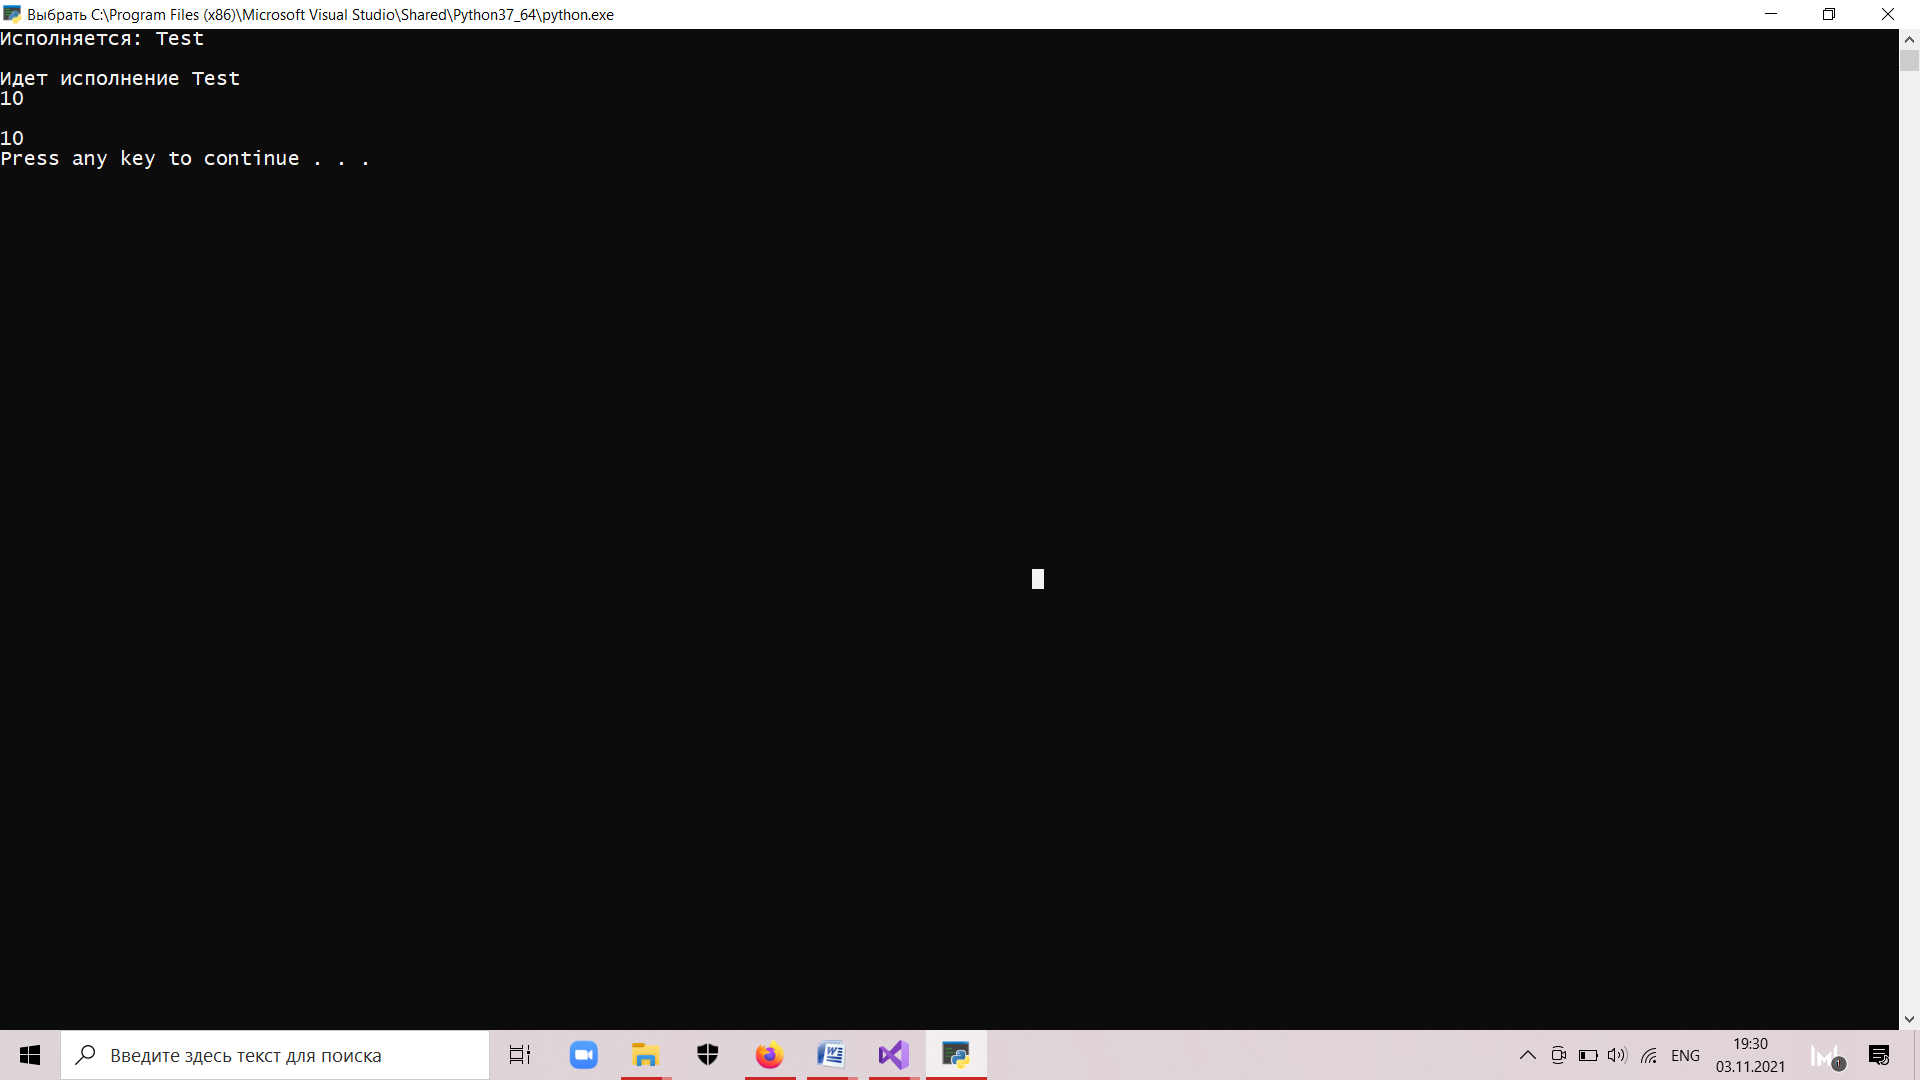 Выбрать C:\Program Files (x86)\Microsoft Visual Studio\Shared\Python37_64\python.exe
Исполняется: Test
Идет исполнение Test
10
10
Press any key to continue . . .
Введите здесь текст для поиска
ENG
19:30
03.11.2021
1